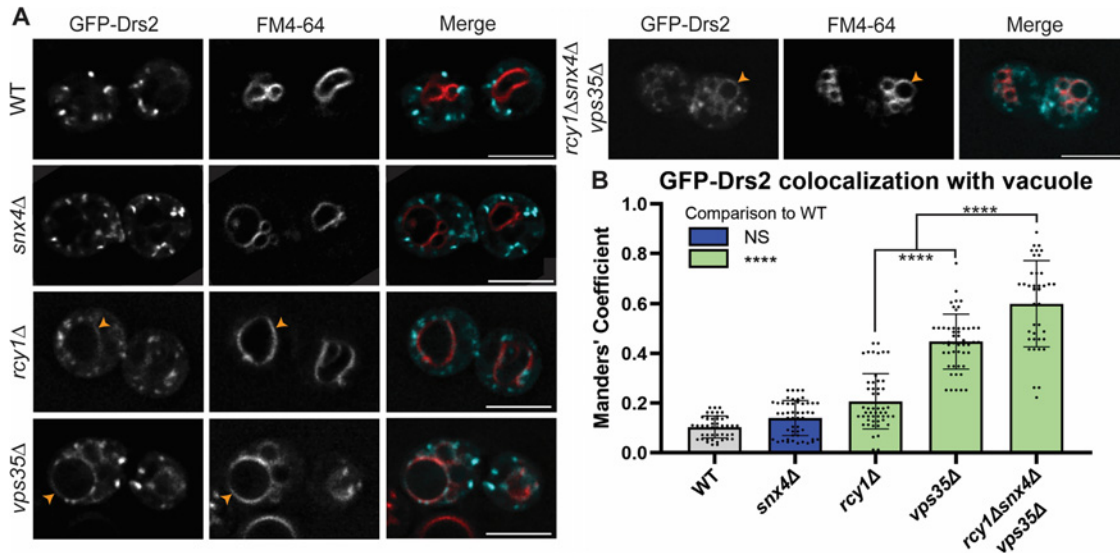 A
GFP-Drs2 FM4-64 Merge
WT
snx4Δ
rcy1Δ
vps35Δ
GFP-Drs2 FM4-64 Merge
rcy1Δsnx4Δ
vps35Δ
B GFP-Drs2 colocalization with vacuole
Comparison to WT
NS
****
****
****
Manders' Coefficient
1.0
0.8
0.6
0.4
0.2
0.0
WT
snx4Δ
rcy1Δ
vps35Δ
rcy1Δsnx4Δ
vps35Δ